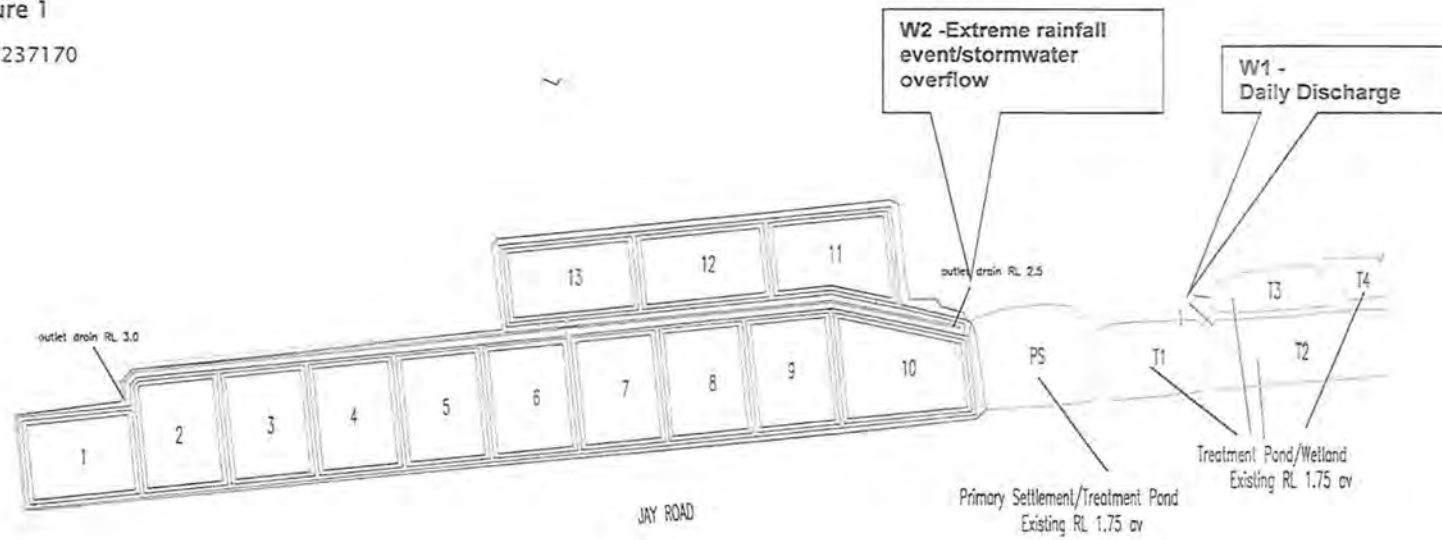 ure 1
237170
W2 -Extreme rainfall
event/stormwater
overflow
W1 -
Daily Discharge
13
12
11
outlet drain RL 2.5
T3
T4
outlet drain RL 3.0
PS
T1
T2
1
2
3
4
5
6
7
8
9
10
Treatment Pond/Wetland
Existing RL 1.75 av
Primary Settlement/Treatment Pond
Existing RL 1.75 av
JAY ROAD